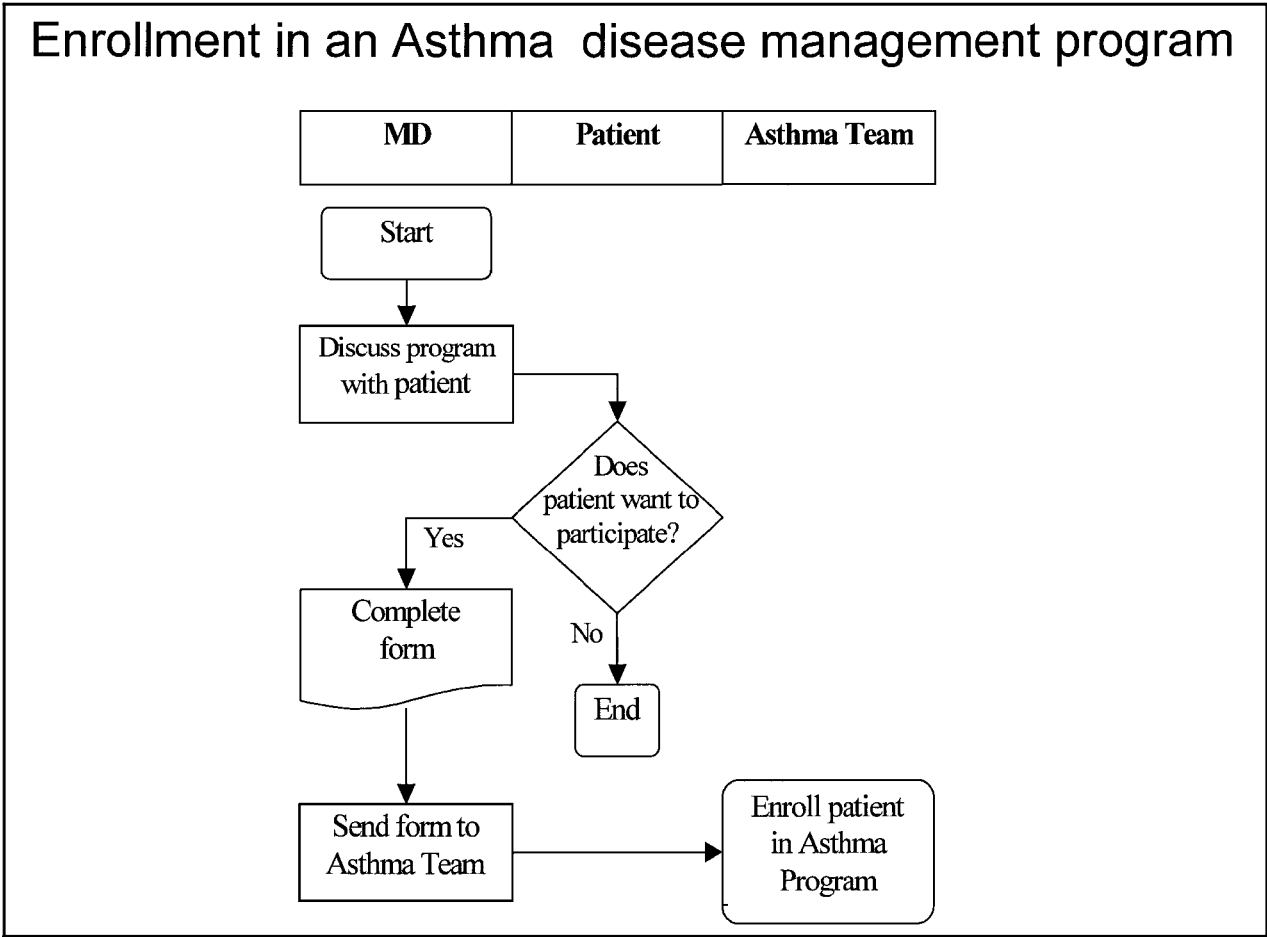 Enrollment in an Asthma disease management program
MD
Patient
Asthma Team
Start
Discuss program
with patient
Does
patient want to
participate?
Yes
No
Complete
form
End
Send form to
Asthma Team
Enroll patient
in Asthma
Program